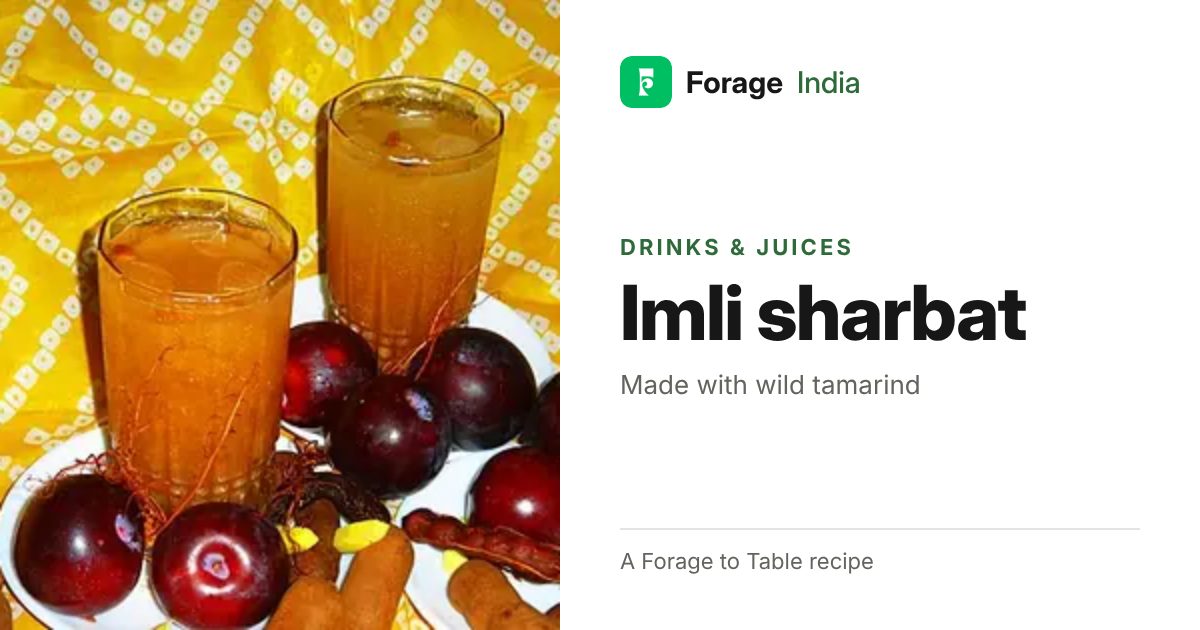 Forage India
DRINKS & JUICES
Imli sharbat
Made with wild tamarind
A Forage to Table recipe